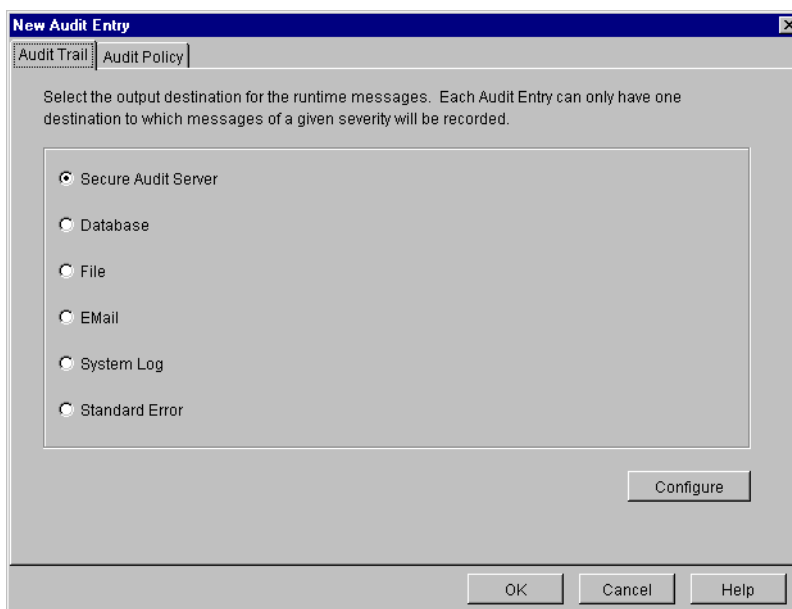 New Audit Entry
Audit Trail
Audit Policy
Select the output destination for the runtime messages. Each Audit Entry can only have one
destination to which messages of a given severity will be recorded.
Secure Audit Server
Database
File
EMail
System Log
Standard Error
Configure
OK
Cancel
Help